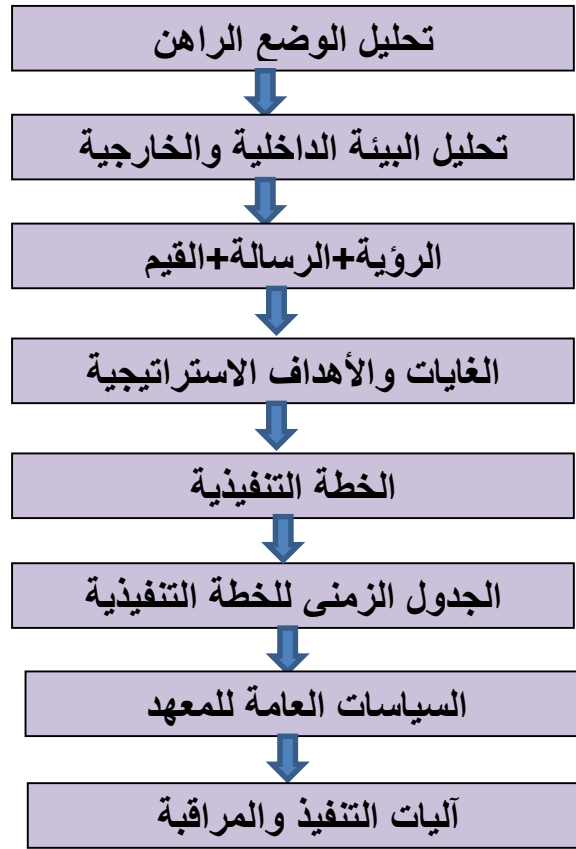 تحليل الوضع الراهن
تحليل البيئة الداخلية والخارجية
الرؤية+الرسالة+القيم
الغايات والأهداف الاستراتيجية
الخطة التنفيذية
الجدول الزمنى للخطة التنفيذية
السياسات العامة للمعهد
آليات التنفيذ والمراقبة